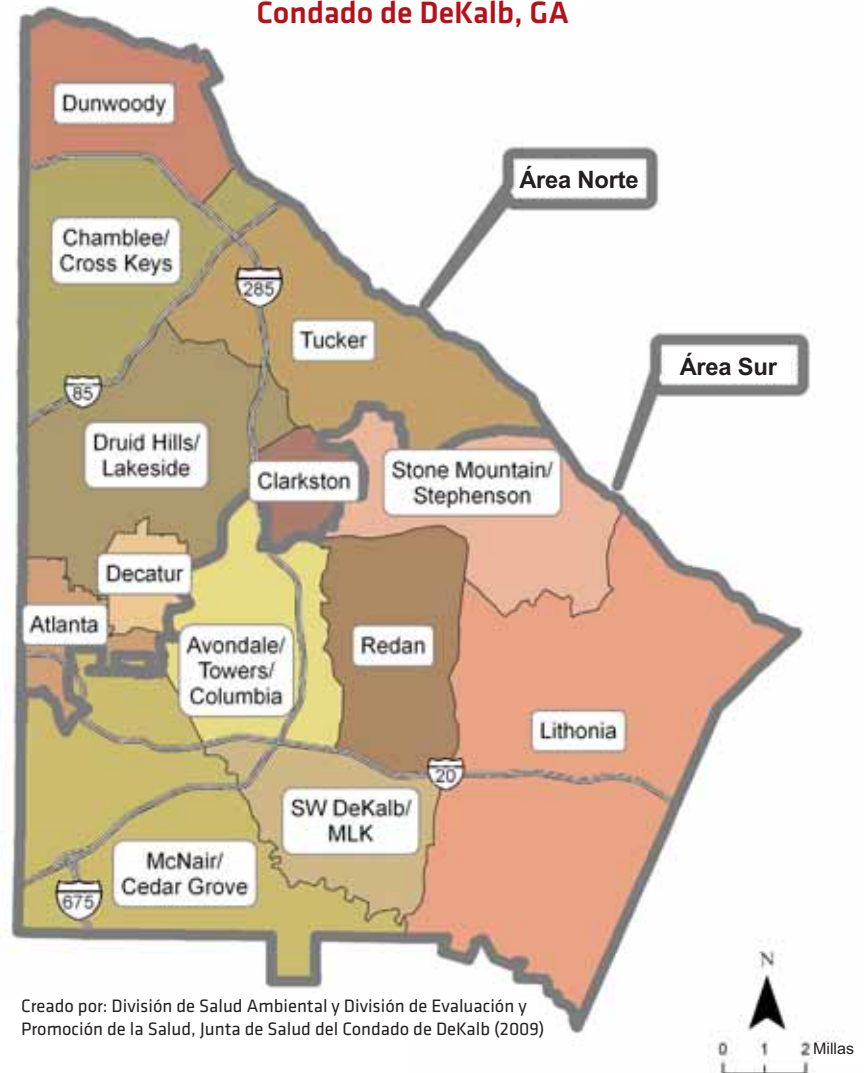 Condado de DeKalb, GA
Dunwoody
Área Norte
Chamblee/
Cross Keys
285
Tucker
Área Sur
85
Druid Hills/
Lakeside
Clarkston
Stone Mountain/
Stephenson
Decatur
Atlanta
Avondale/
Towers/
Columbia
Redan
Lithonia
20
SW DeKalb/
MLK
McNair/
Cedar Grove
675
N
Creado por: División de Salud Ambiental y División de Evaluación y
Promoción de la Salud, Junta de Salud del Condado de DeKalb (2009)
0 1 2 Millas